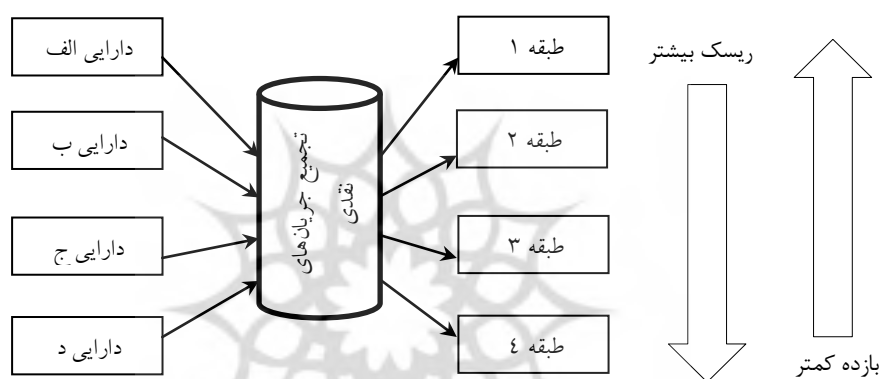 دارایی الف
دارایی ب
دارایی ج
دارایی د
تجمیع جریان‌های
نقدی
طبقه ۱
طبقه ۲
طبقه ۳
طبقه ٤
ریسک بیشتر
بازده کمتر